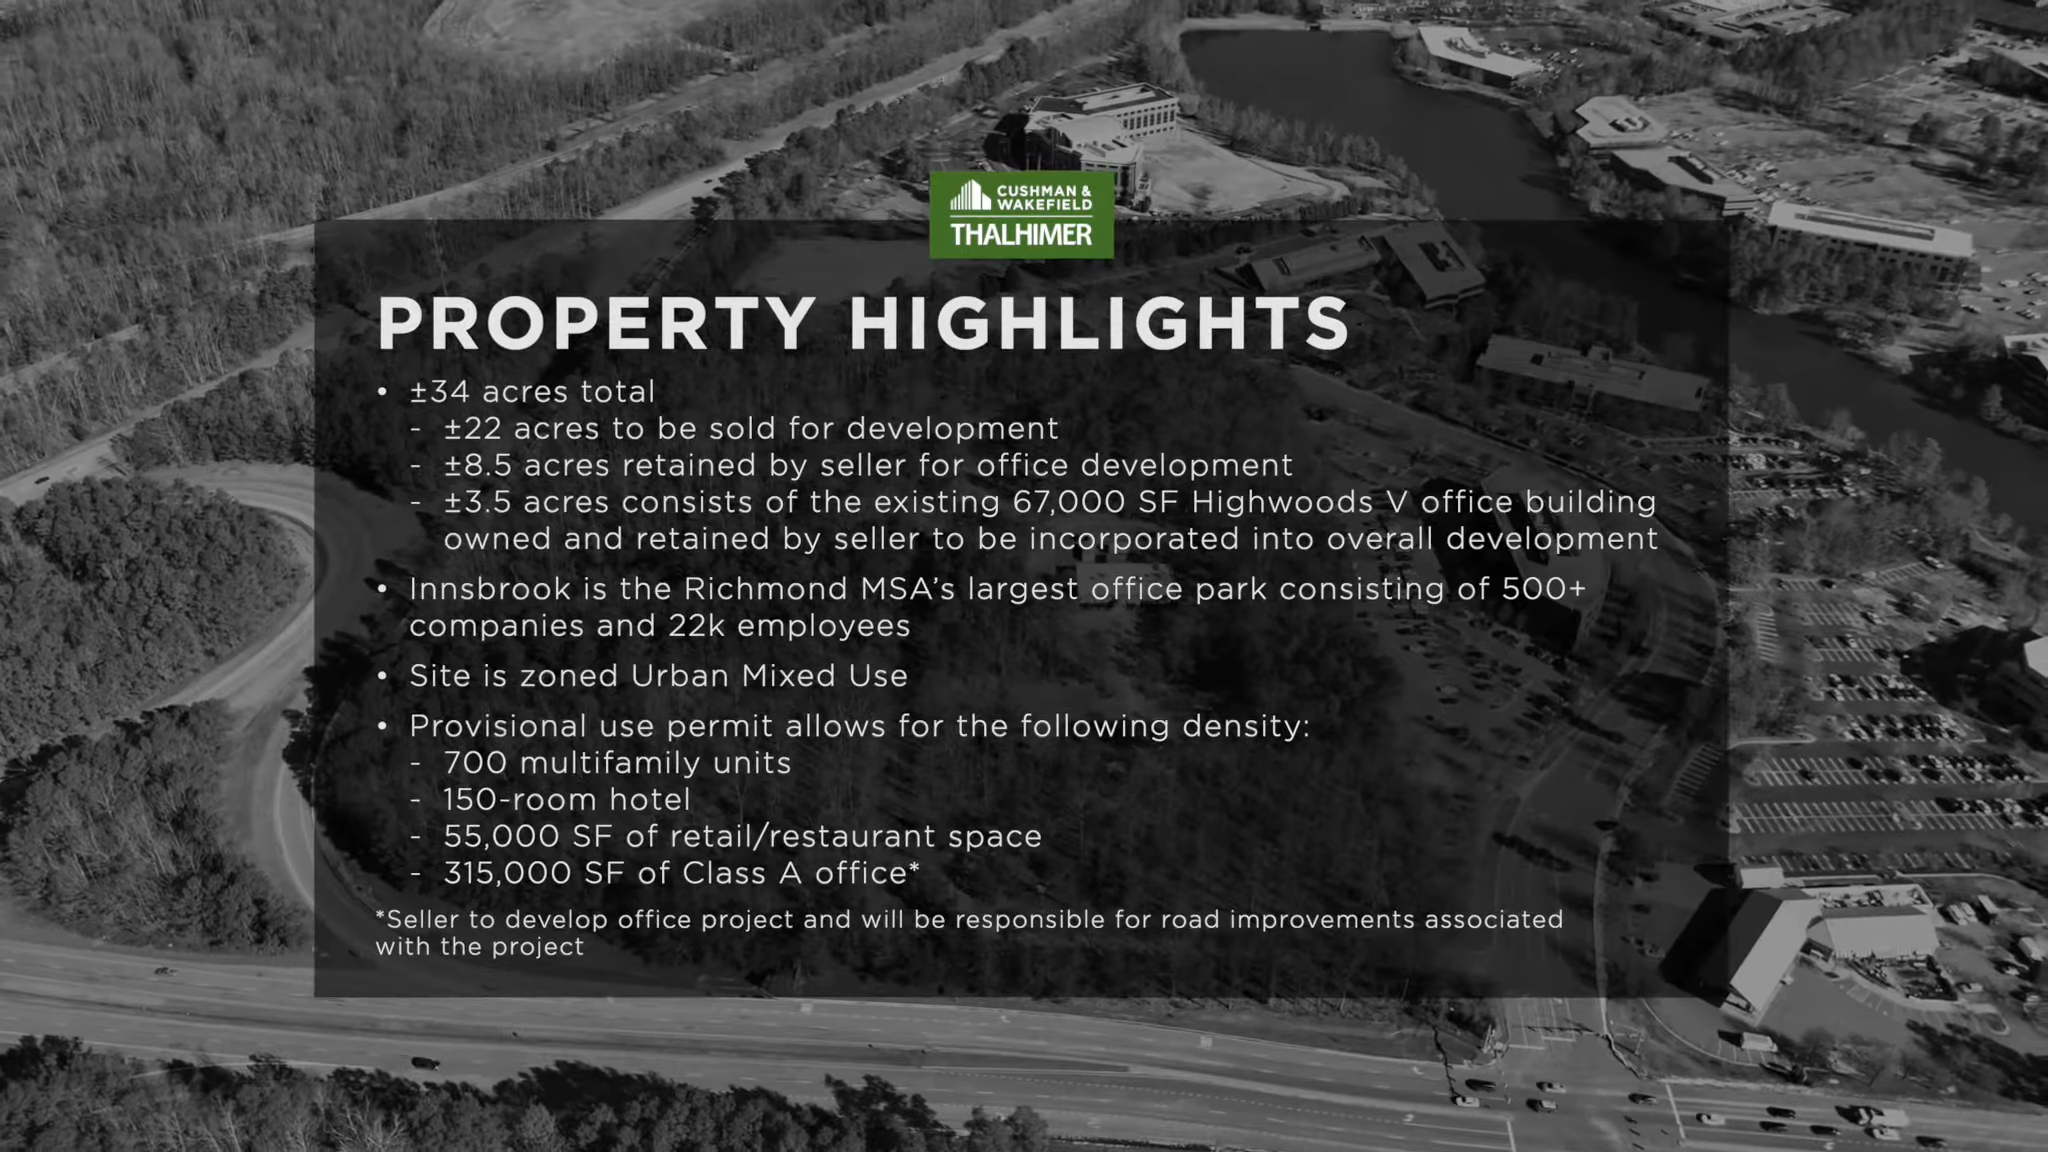 CUSHMAN &
WAKEFIELD
THALHIMER
PROPERTY HIGHLIGHTS
• ±34 acres total
- ±22 acres to be sold for development
- ±8.5 acres retained by seller for office development
- ±3.5 acres consists of the existing 67,000 SF Highwoods V office building
owned and retained by seller to be incorporated into overall development
• Innsbrook is the Richmond MSA’s largest office park consisting of 500+
companies and 22k employees
• Site is zoned Urban Mixed Use
• Provisional use permit allows for the following density:
- 700 multifamily units
- 150-room hotel
- 55,000 SF of retail/restaurant space
- 315,000 SF of Class A office*
*Seller to develop office project and will be responsible for road improvements associated
with the project